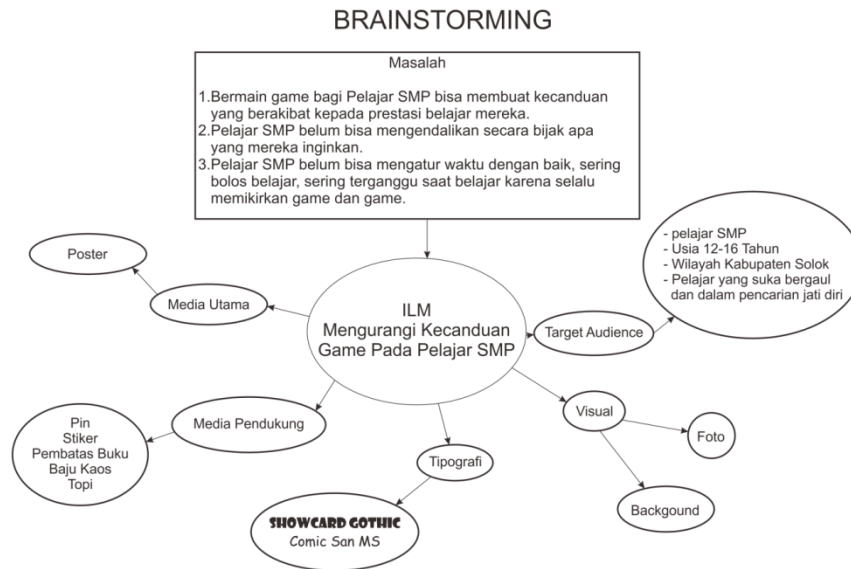 BRAINSTORMING
Masalah
1.Bermain game bagi Pelajar SMP bisa membuat kecanduan
yang berakibat kepada prestasi belajar mereka.
2.Pelajar SMP belum bisa mengendalikan secara bijak apa
yang mereka inginkan.
3.Pelajar SMP belum bisa mengatur waktu dengan baik, sering
bolos belajar, sering terganggu saat belajar karena selalu
memikirkan game dan game.
Poster
Media Utama
ILM
Mengurangi Kecanduan
Game Pada Pelajar SMP
Target Audience
- pelajar SMP
- Usia 12-16 Tahun
- Wilayah Kabupaten Solok
- Pelajar yang suka bergaul
dan dalam pencarian jati diri
Media Pendukung
Pin
Stiker
Pembatas Buku
Baju Kaos
Topi
Tipografi
SHOWCARD GOTHIC
Comic San MS
Visual
Foto
Backgound